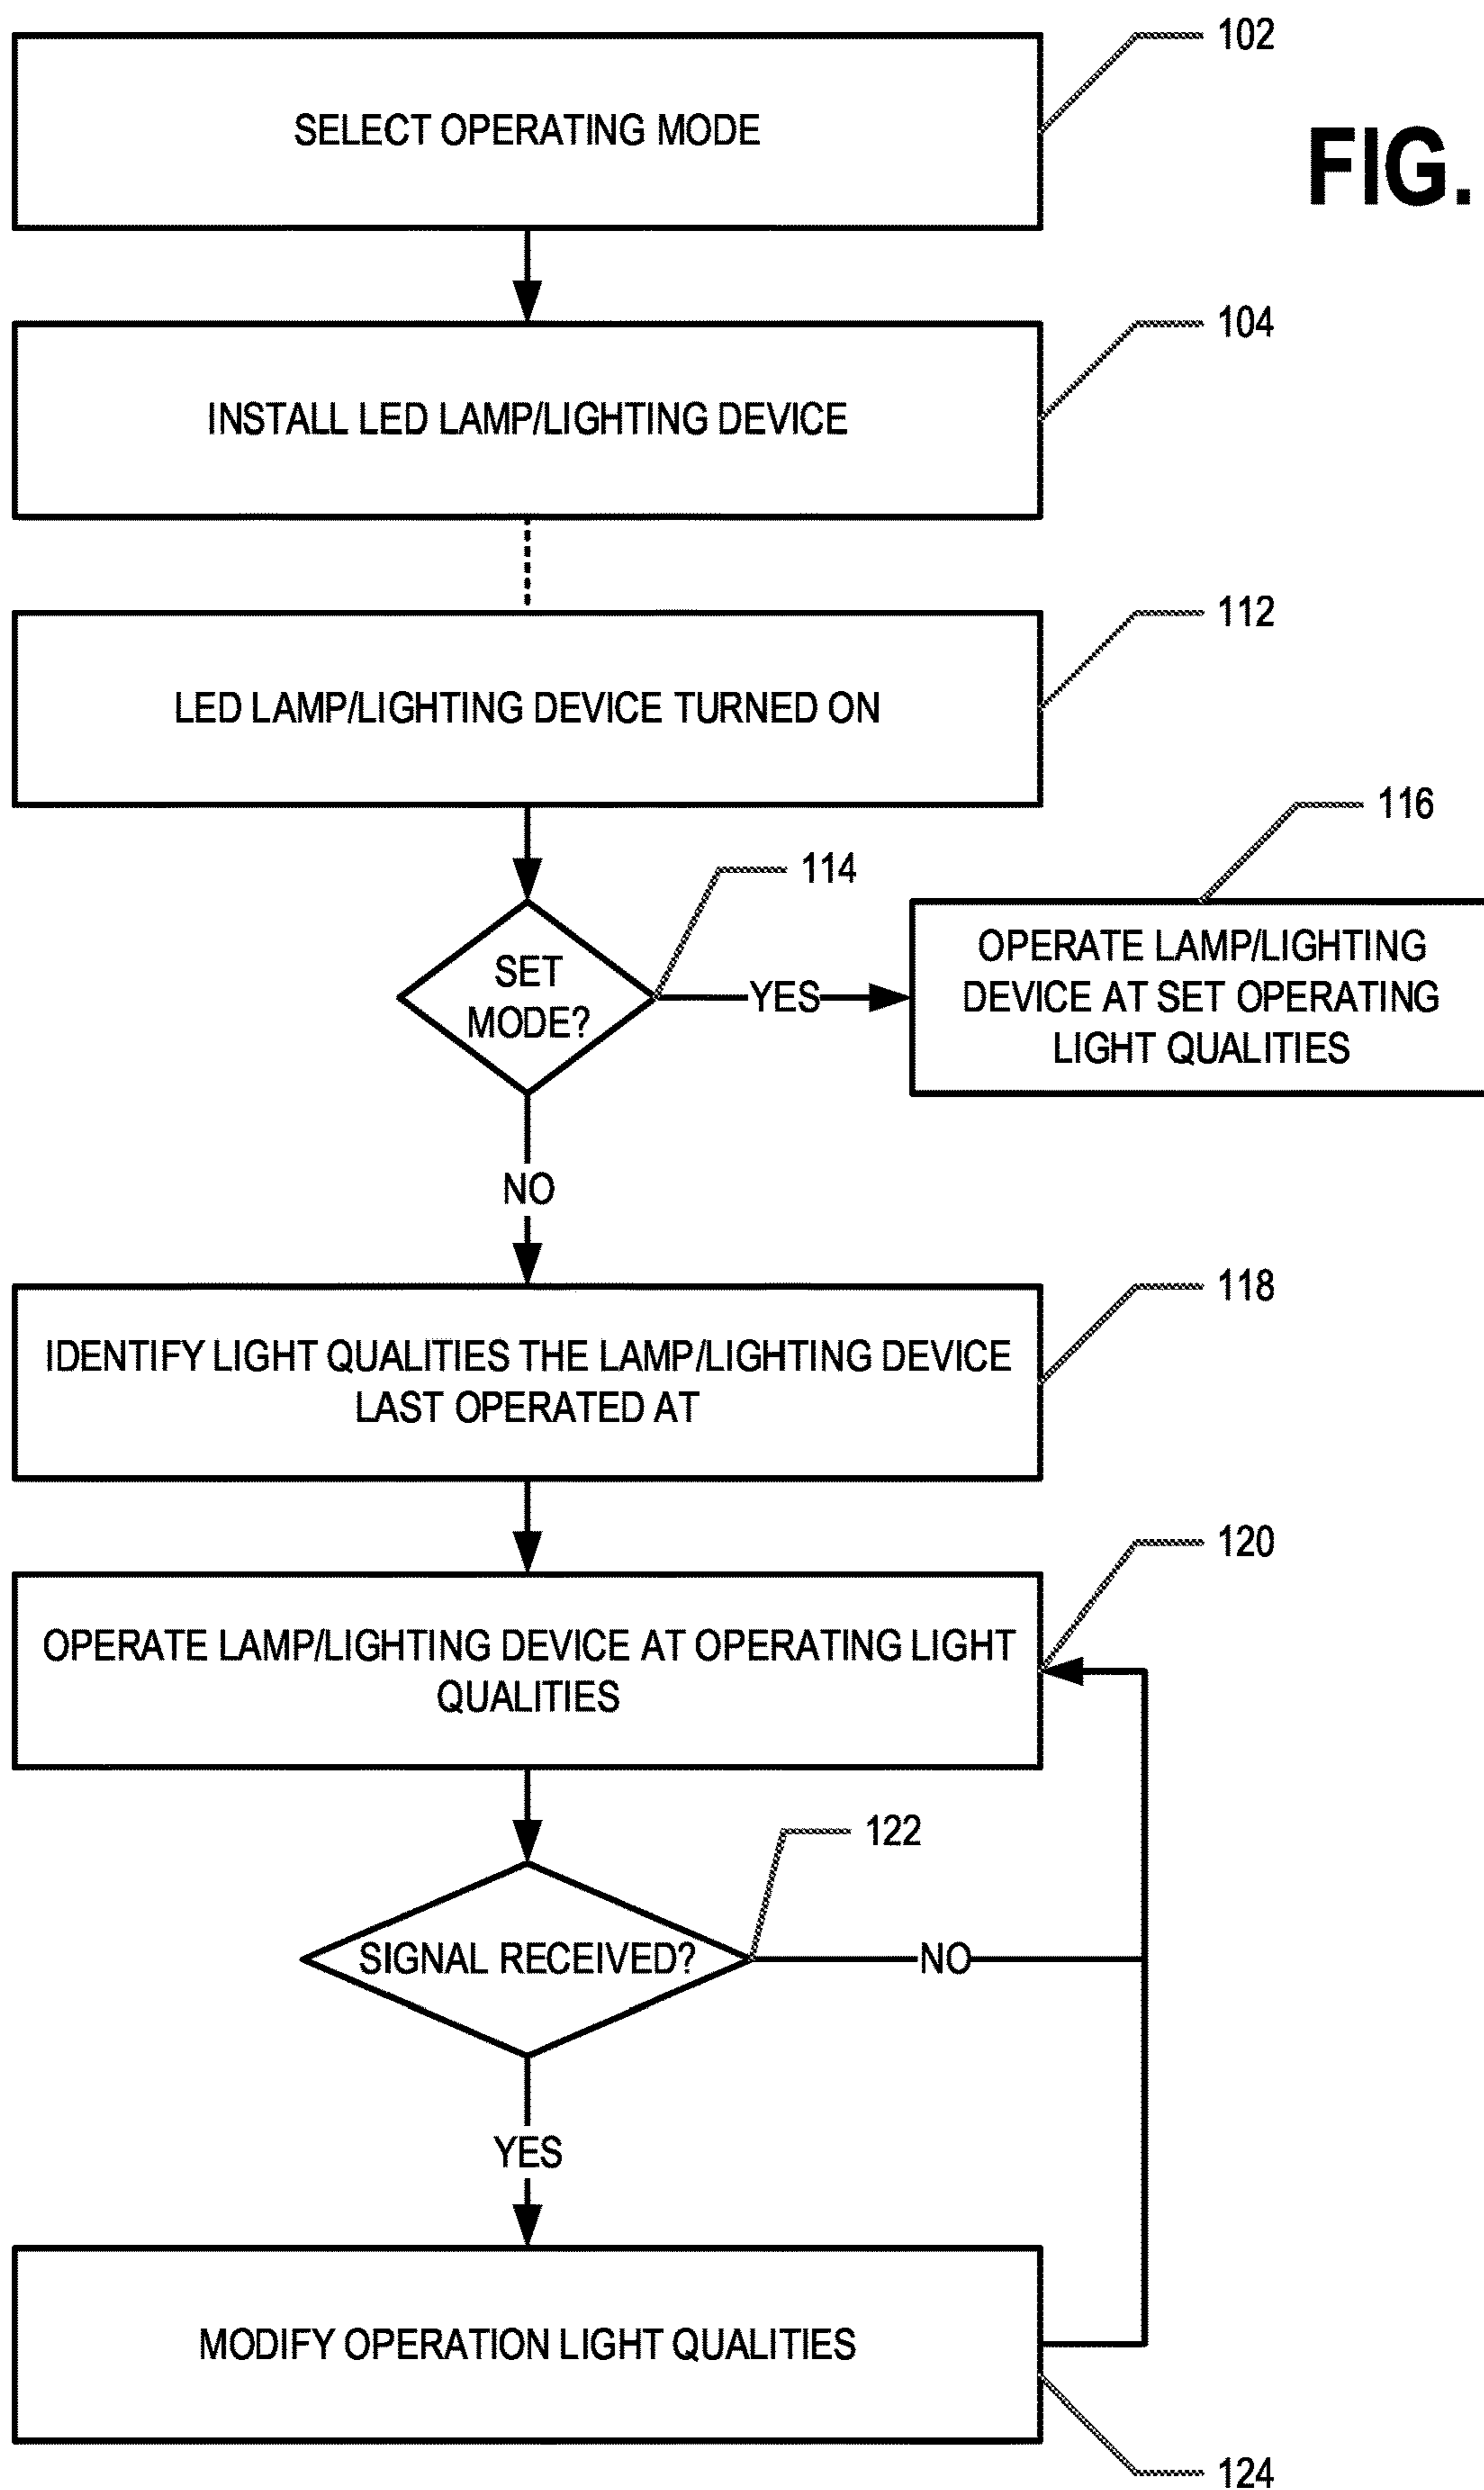 102
SELECT OPERATING MODE
FIG.
104
INSTALL LED LAMP/LIGHTING DEVICE
112
LED LAMP/LIGHTING DEVICE TURNED ON
116
114
SET
MODE?
YES
OPERATE LAMP/LIGHTING
DEVICE AT SET OPERATING
LIGHT QUALITIES
NO
118
IDENTIFY LIGHT QUALITIES THE LAMP/LIGHTING DEVICE
LAST OPERATED AT
120
OPERATE LAMP/LIGHTING DEVICE AT OPERATING LIGHT
QUALITIES
122
SIGNAL RECEIVED?
NO
YES
MODIFY OPERATION LIGHT QUALITIES
124